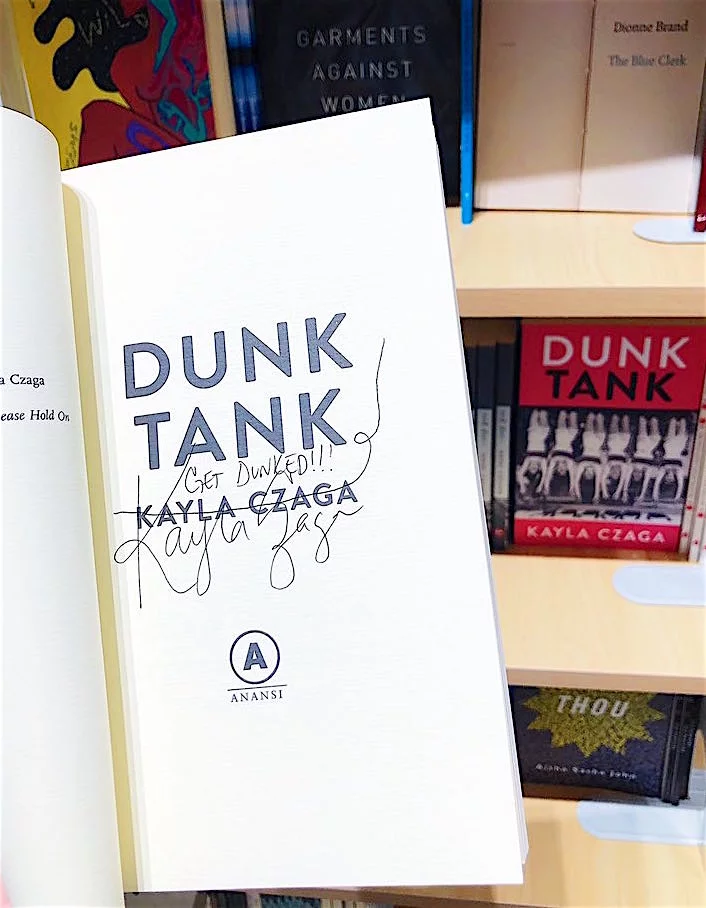 WILD
GARMENTS
AGAINST
WOMEN
Dionne Brand
The Blue Clerk
a Czaga
ease Hold On
DUNK
TANK
GET DUNKED!!!
KAYLA CZAGA
Kayla Czaga
A
ANANSI
DUNK
TANK
KAYLA CZAGA
THOU